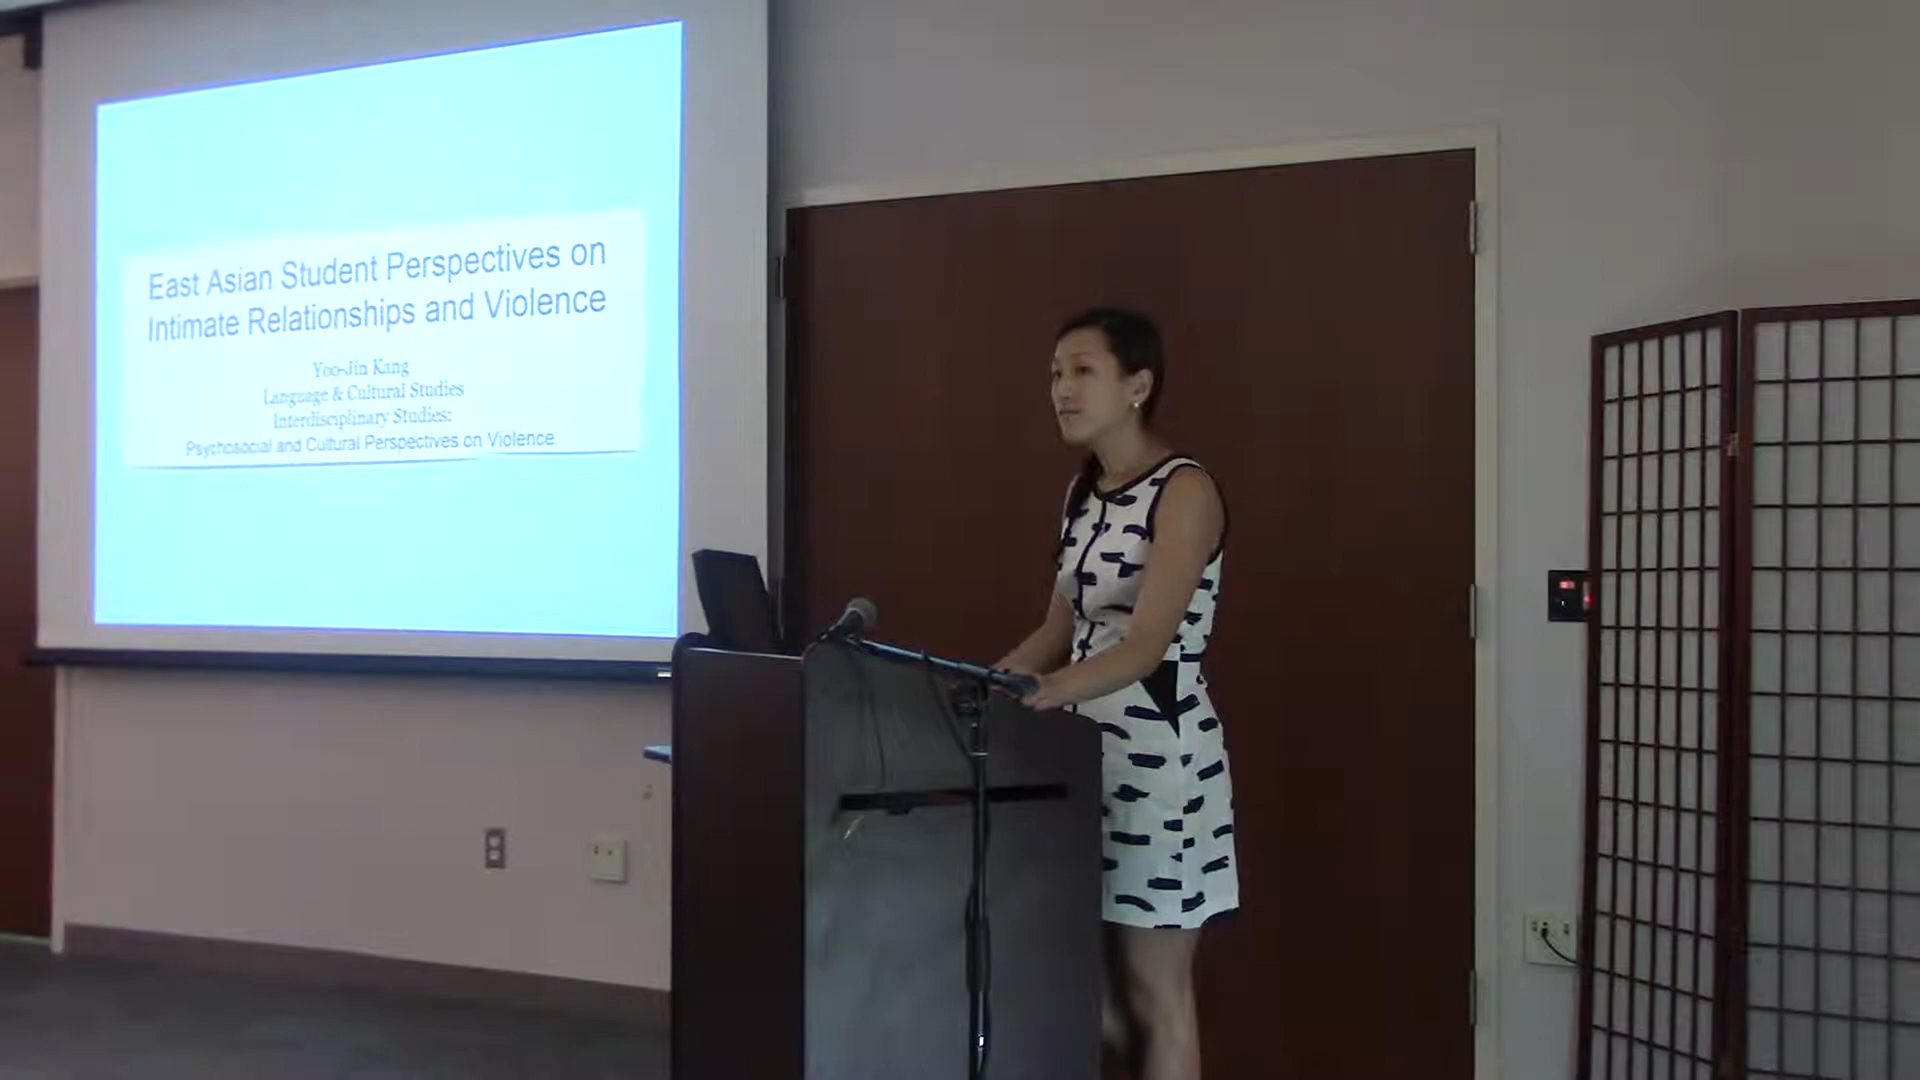 East Asian Student Perspectives on
Intimate Relationships and Violence
Yoo-Jin Kang
Language & Cultural Studies
Interdisciplinary Studies:
Psychosocial and Cultural Perspectives on Violence